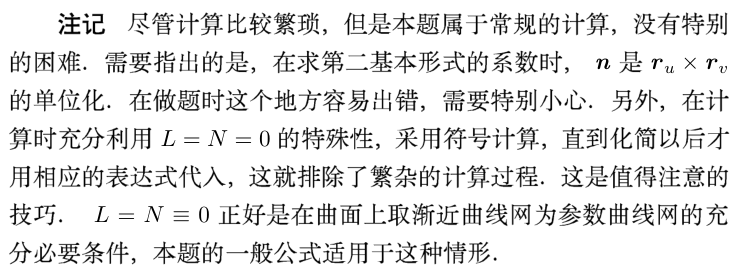 注记 尽管计算比较繁琐，但是本题属于常规的计算，没有特别
的困难．需要指出的是，在求第二基本形式的系数时， n 是 r_u × r_v
的单位化．在做题时这个地方容易出错，需要特别小心．另外，在计
算时充分利用 L = N = 0 的特殊性，采用符号计算，直到化简以后才
用相应的表达式代入，这就排除了繁杂的计算过程．这是值得注意的
技巧． L = N ≡ 0 正好是在曲面上取渐近曲线网为参数曲线网的充
分必要条件，本题的一般公式适用于这种情形．